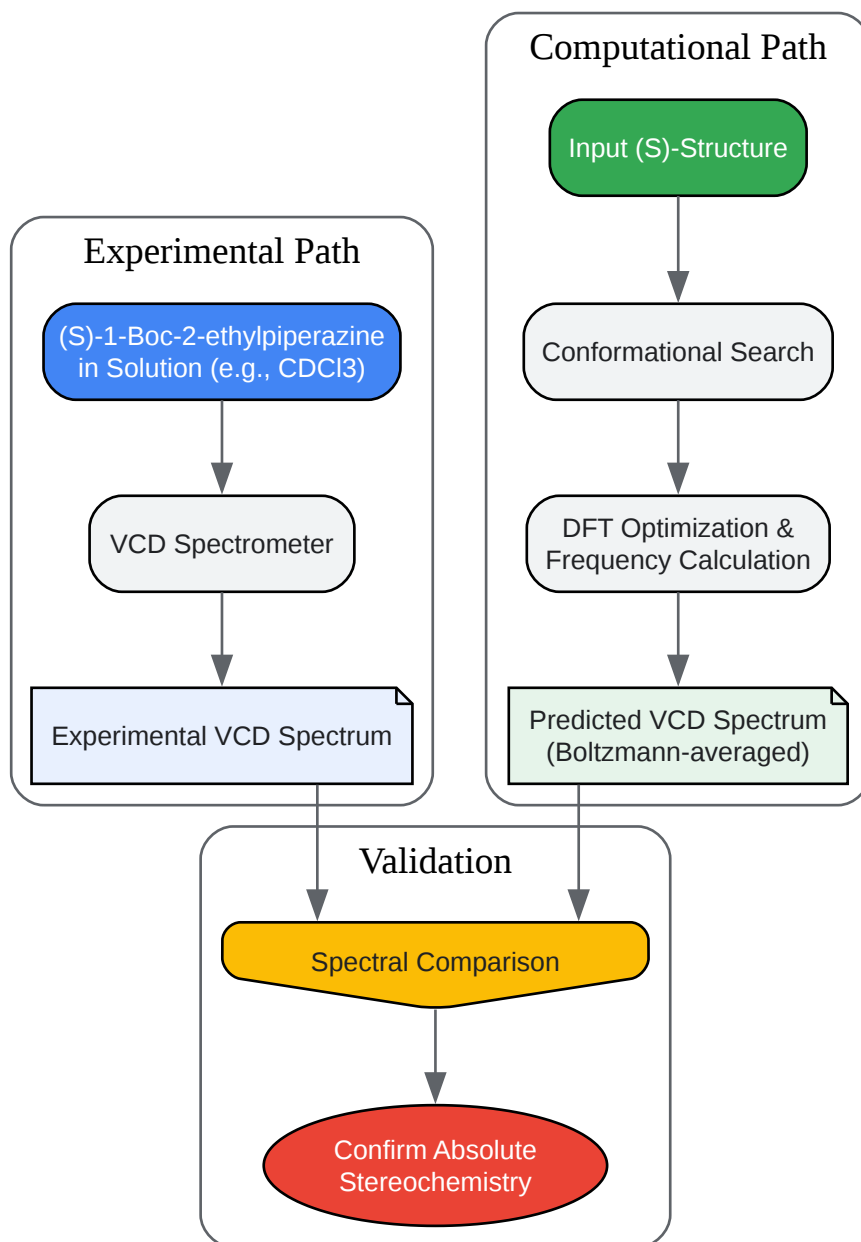 Computational Path
Input (S)-Structure
Conformational Search
DFT Optimization &
Frequency Calculation
Predicted VCD Spectrum
(Boltzmann-averaged)
Experimental Path
(S)-1-Boc-2-ethylpiperazine
in Solution (e.g., CDCl3)
VCD Spectrometer
Experimental VCD Spectrum
Validation
Spectral Comparison
Confirm Absolute
Stereochemistry